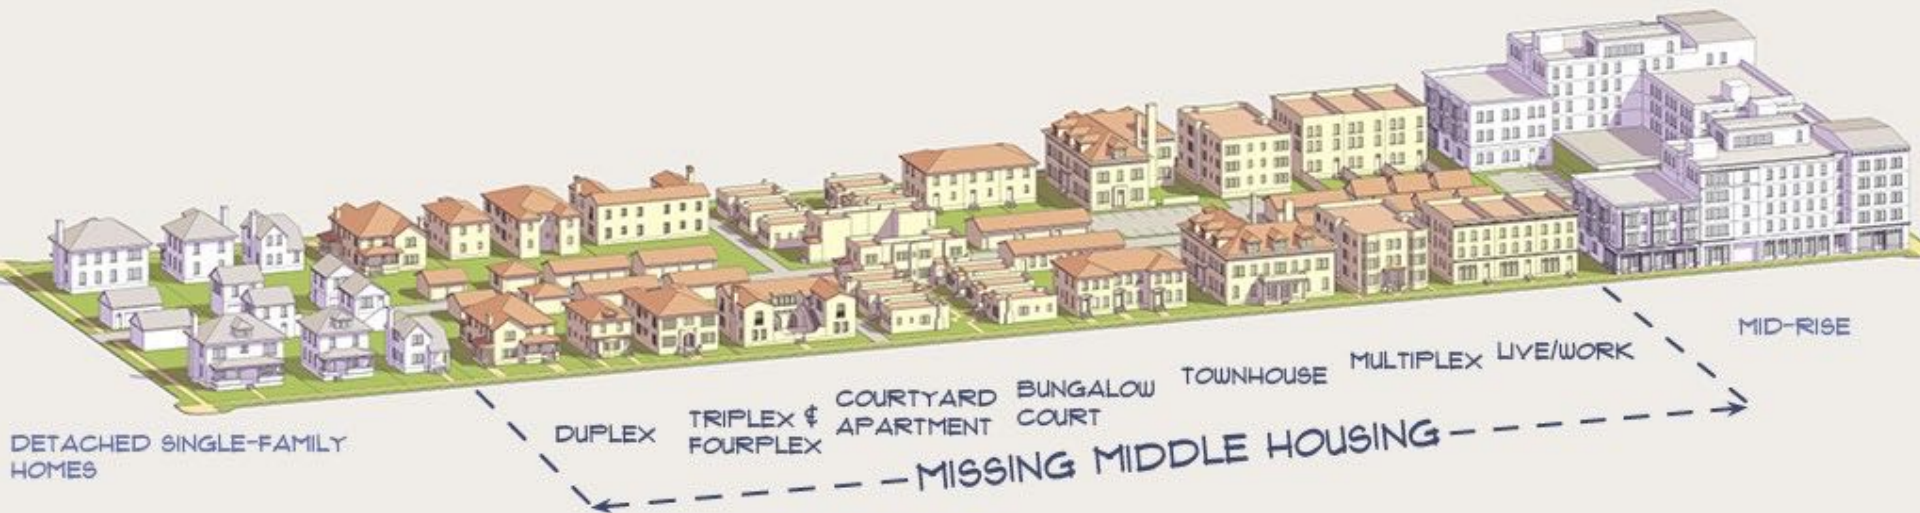 DETACHED SINGLE-FAMILY
HOMES
DUPLEX
TRIPLEX &
FOURPLEX
COURTYARD
APARTMENT
BUNGALOW
COURT
TOWNHOUSE
MULTIPLEX
LIVE/WORK
MID-RISE
MISSING MIDDLE HOUSING